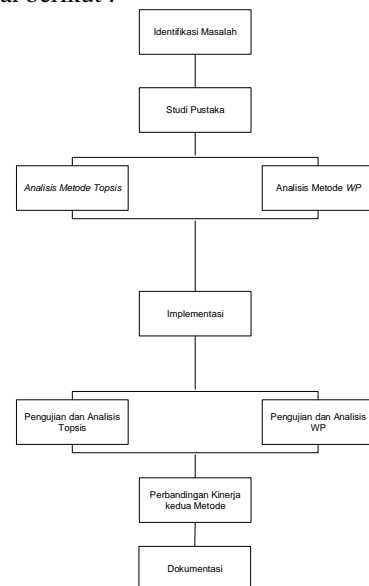 berikut :
Identifikasi Masalah
Studi Pustaka
Analisis Metode Topsis
Analisis Metode WP
Implementasi
Pengujian dan Analisis
Topsis
Pengujian dan Analisis
WP
Perbandingan Kinerja
kedua Metode
Dokumentasi